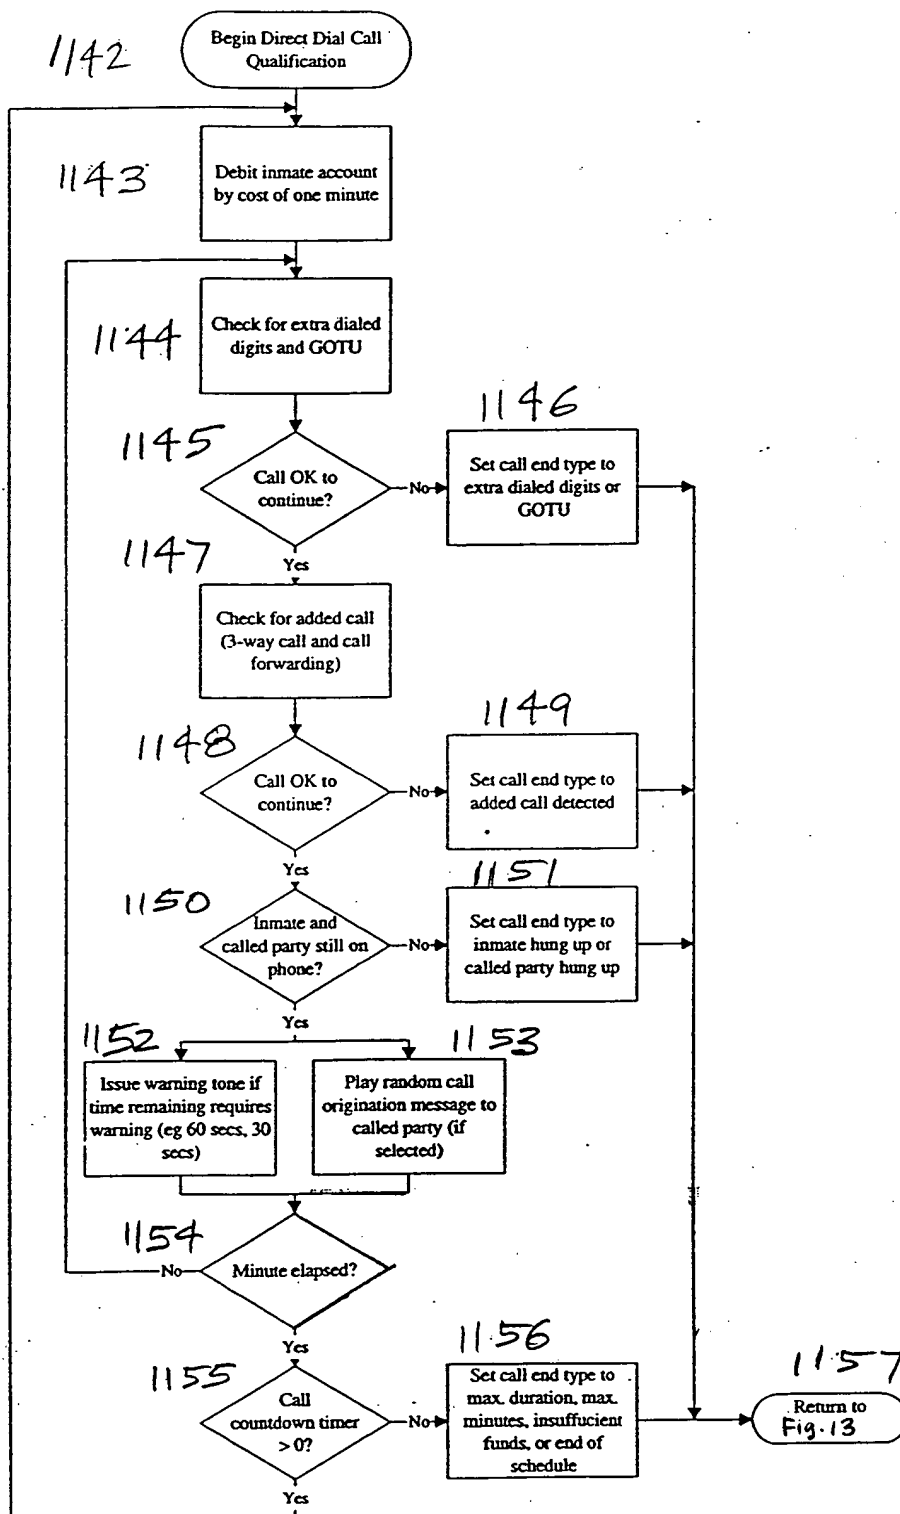 1142
Begin Direct Dial Call
Qualification
1143
Debit inmate account
by cost of one minute
1144
Check for extra dialed
digits and GOTU
1145
Call OK to
continue?
No
1146
Set call end type to
extra dialed digits or
GOTU
Yes
1147
Check for added call
(3-way call and call
forwarding)
1148
Call OK to
continue?
No
1149
Set call end type to
added call detected
Yes
1150
Inmate and
called party still on
phone?
No
1151
Set call end type to
inmate hung up or
called party hung up
Yes
1152
Issue warning tone if
time remaining requires
warning (eg 60 secs, 30
secs)
1153
Play random call
origination message to
called party (if
selected)
1154
Minute elapsed?
No
Yes
1155
Call
countdown timer
> 0?
No
1156
Set call end type to
max. duration, max.
minutes, insufficient
funds, or end of
schedule
1157
Return to
Fig.13
Yes